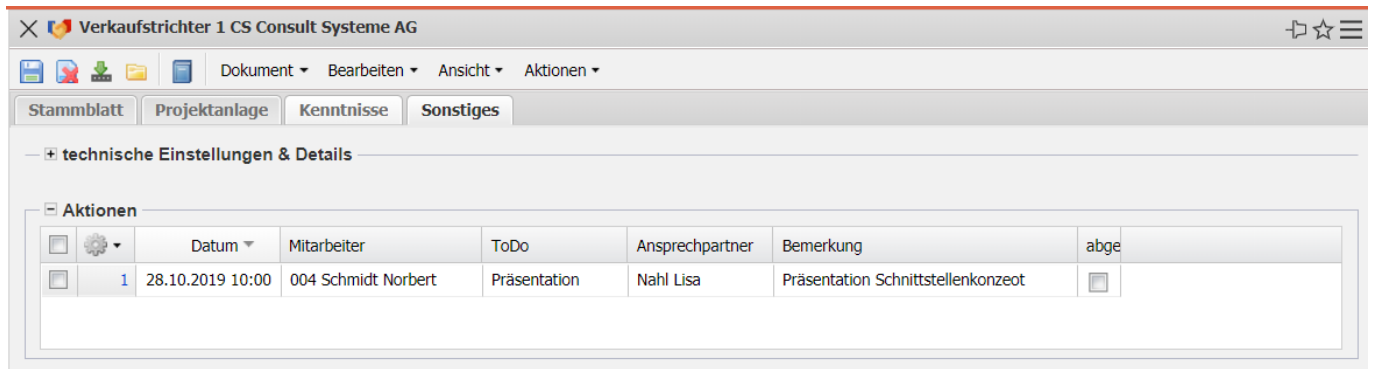 Verkaufstrichter 1 CS Consult Systeme AG
Dokument Bearbeiten Ansicht Aktionen
Stammblatt Projektanlage Kenntnisse Sonstiges
technische Einstellungen & Details
Aktionen
Datum Mitarbeiter ToDo Ansprechpartner Bemerkung abge
1 28.10.2019 10:00 004 Schmidt Norbert Präsentation Nahl Lisa Präsentation Schnittstellenkonzeot